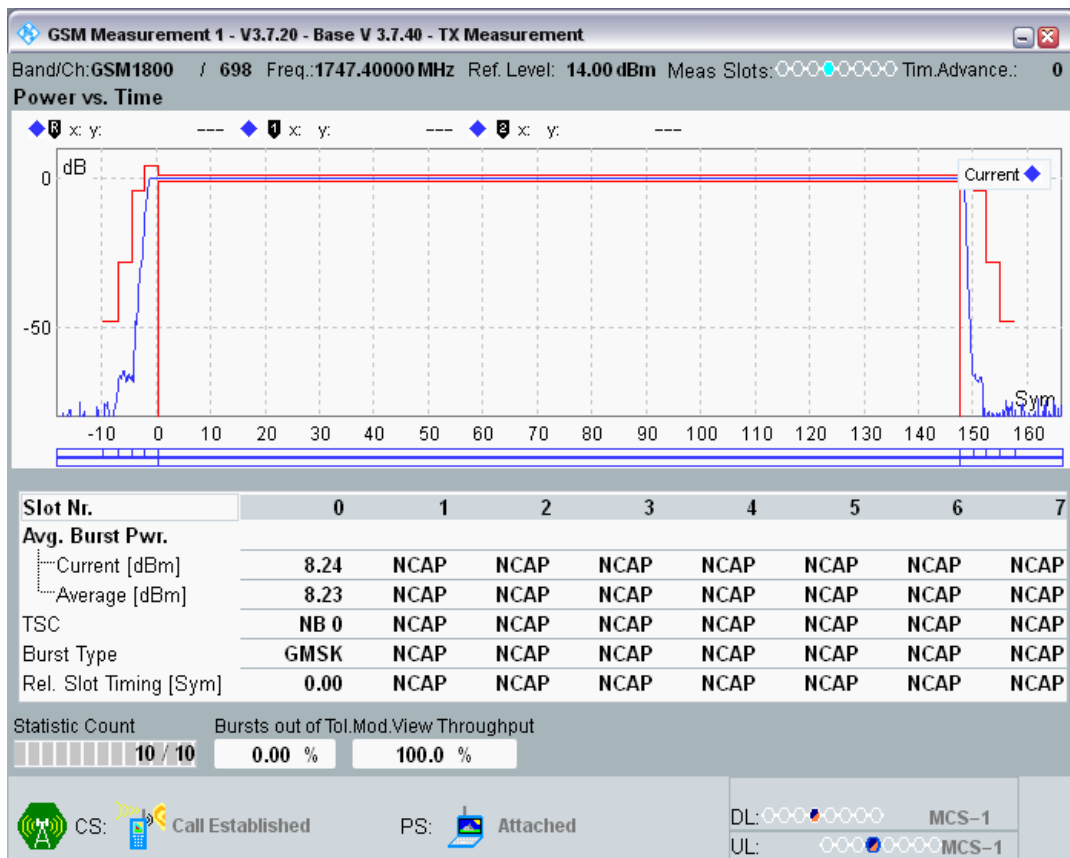 GSM Measurement 1 - V3.7.20 - Base V 3.7.40 - TX Measurement
Band/Ch:GSM1800 / 698 Freq.:1747.40000 MHz Ref. Level: 14.00 dBm Meas Slots: Tim.Advance.: 0
Power vs. Time
R x: y: --- 1 x: y: --- 2 x: y: ---
dB
0
Current
-50
Sym
-10 0 10 20 30 40 50 60 70 80 90 100 110 120 130 140 150 160
Slot Nr. 0 1 2 3 4 5 6 7
Avg. Burst Pwr.
Current [dBm] 8.24 NCAP NCAP NCAP NCAP NCAP NCAP NCAP
Average [dBm] 8.23 NCAP NCAP NCAP NCAP NCAP NCAP NCAP
TSC NB 0 NCAP NCAP NCAP NCAP NCAP NCAP NCAP
Burst Type GMSK NCAP NCAP NCAP NCAP NCAP NCAP NCAP
Rel. Slot Timing [Sym] 0.00 NCAP NCAP NCAP NCAP NCAP NCAP NCAP
Statistic Count Bursts out of Tol.Mod.View Throughput
10 / 10 0.00 % 100.0 %
CS: Call Established PS: Attached
DL: MCS-1
UL: MCS-1